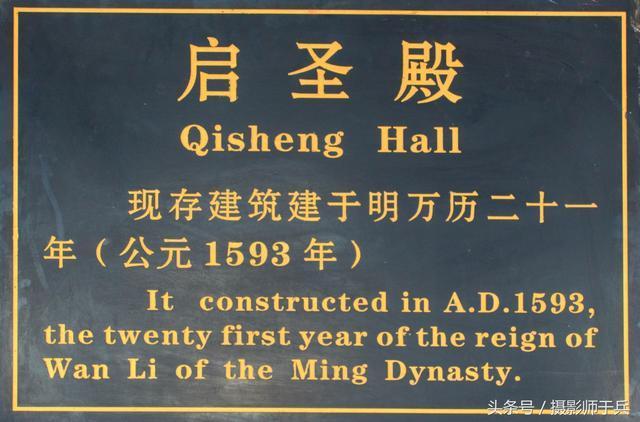 启圣殿
Qisheng Hall
现存建筑建于明万历二十一
年（公元1593年）
It constructed in A.D.1593,
the twenty first year of the reign of
Wan Li of the Ming Dynasty.
头条号 / 摄影师于兵